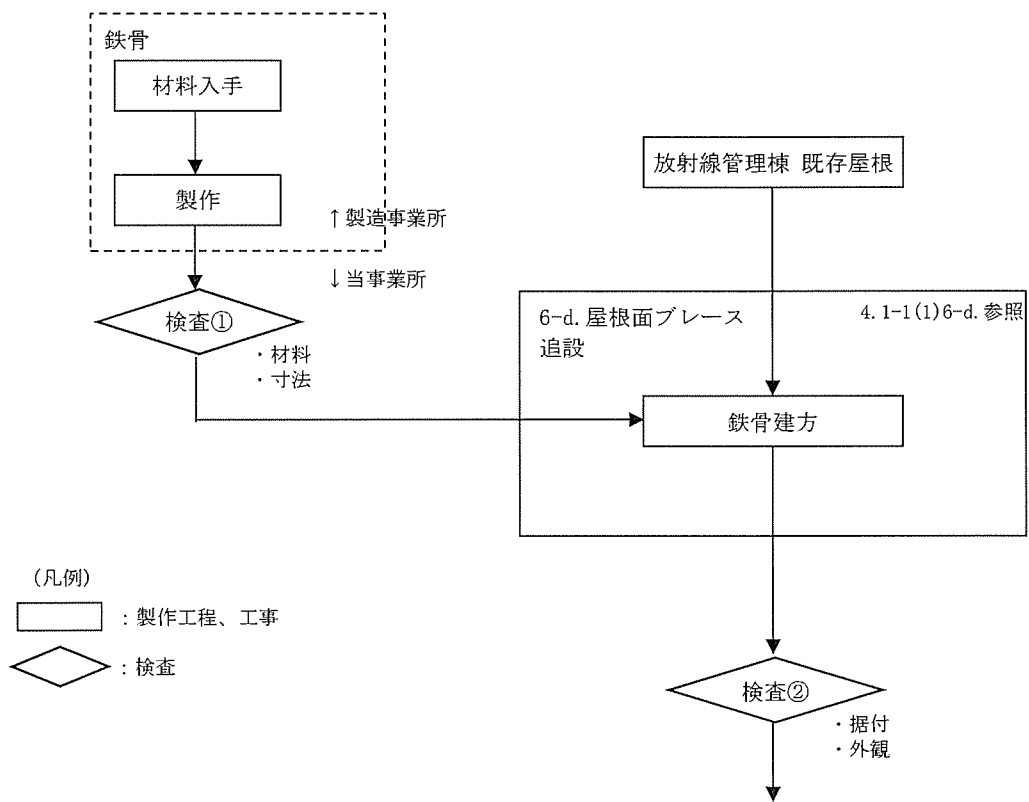 鉄骨
材料入手
製作
↑製造事業所
↓当事業所
検査①
・材料
・寸法
放射線管理棟 既存屋根
6-d.屋根面ブレース
追設
4.1-1(1)6-d.参照
鉄骨建方
検査②
・据付
・外観
(凡例)
：製作工程、工事
：検査